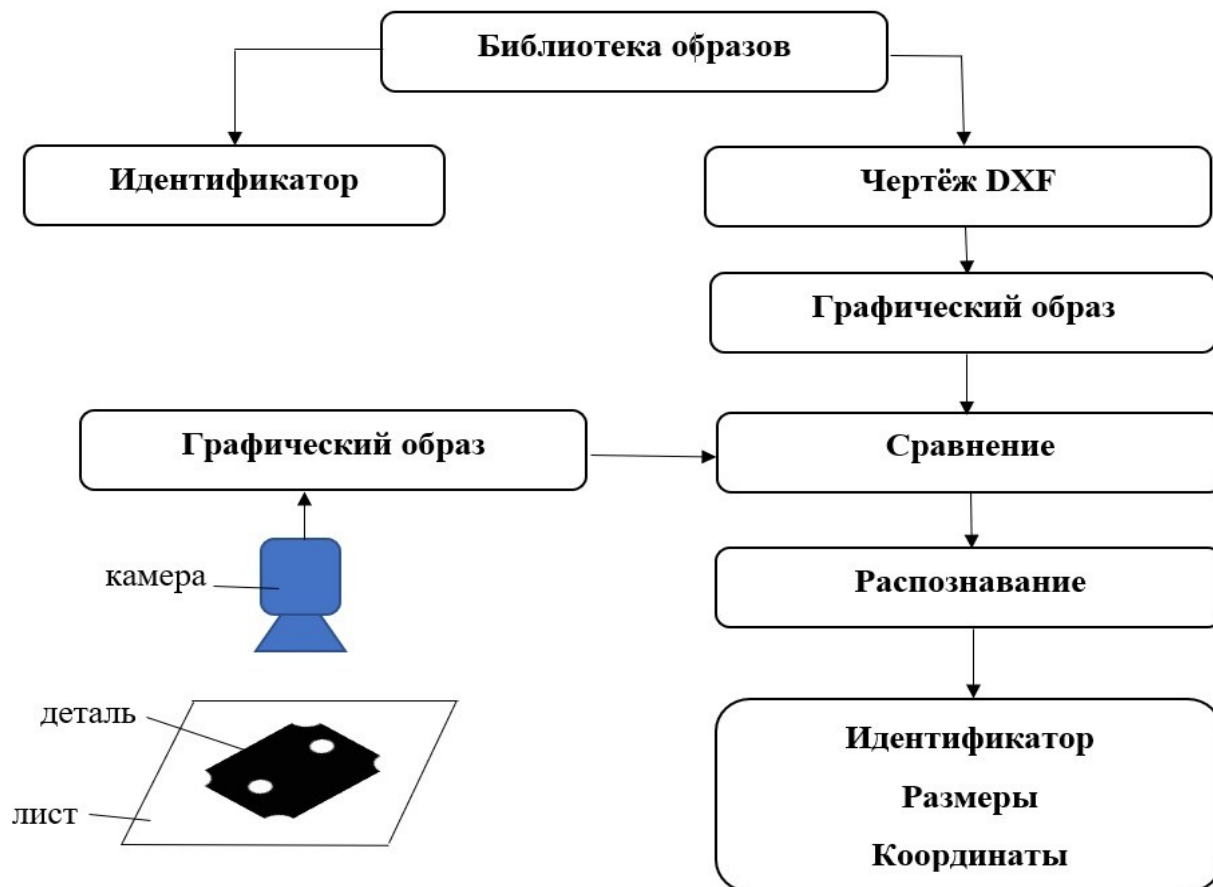 Библиотека образов
Идентификатор
Чертёж DXF
Графический образ
Графический образ
Сравнение
камера
Распознавание
деталь
лист
Идентификатор
Размеры
Координаты